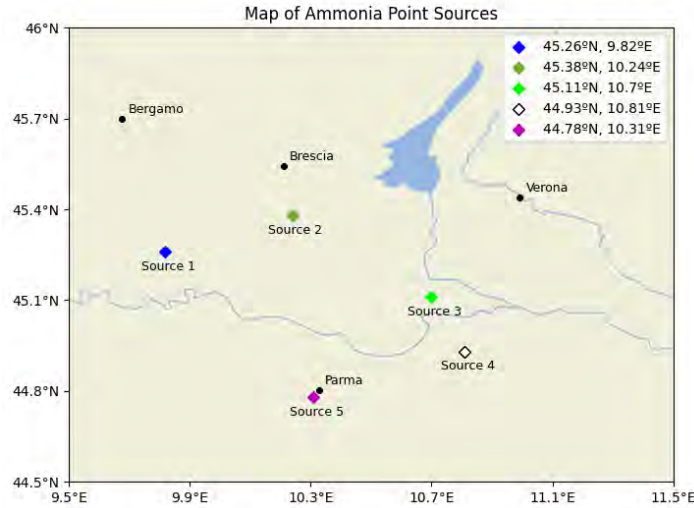 Map of Ammonia Point Sources
46°N
45.7°N
45.4°N
45.1°N
44.8°N
44.5°N
45.26ºN, 9.82ºE
45.38ºN, 10.24ºE
45.11ºN, 10.7ºE
44.93ºN, 10.81ºE
44.78ºN, 10.31ºE
Bergamo
Brescia
Verona
Source 2
Source 1
Source 3
Source 4
Parma
Source 5
9.5°E
9.9°E
10.3°E
10.7°E
11.1°E
11.5°E